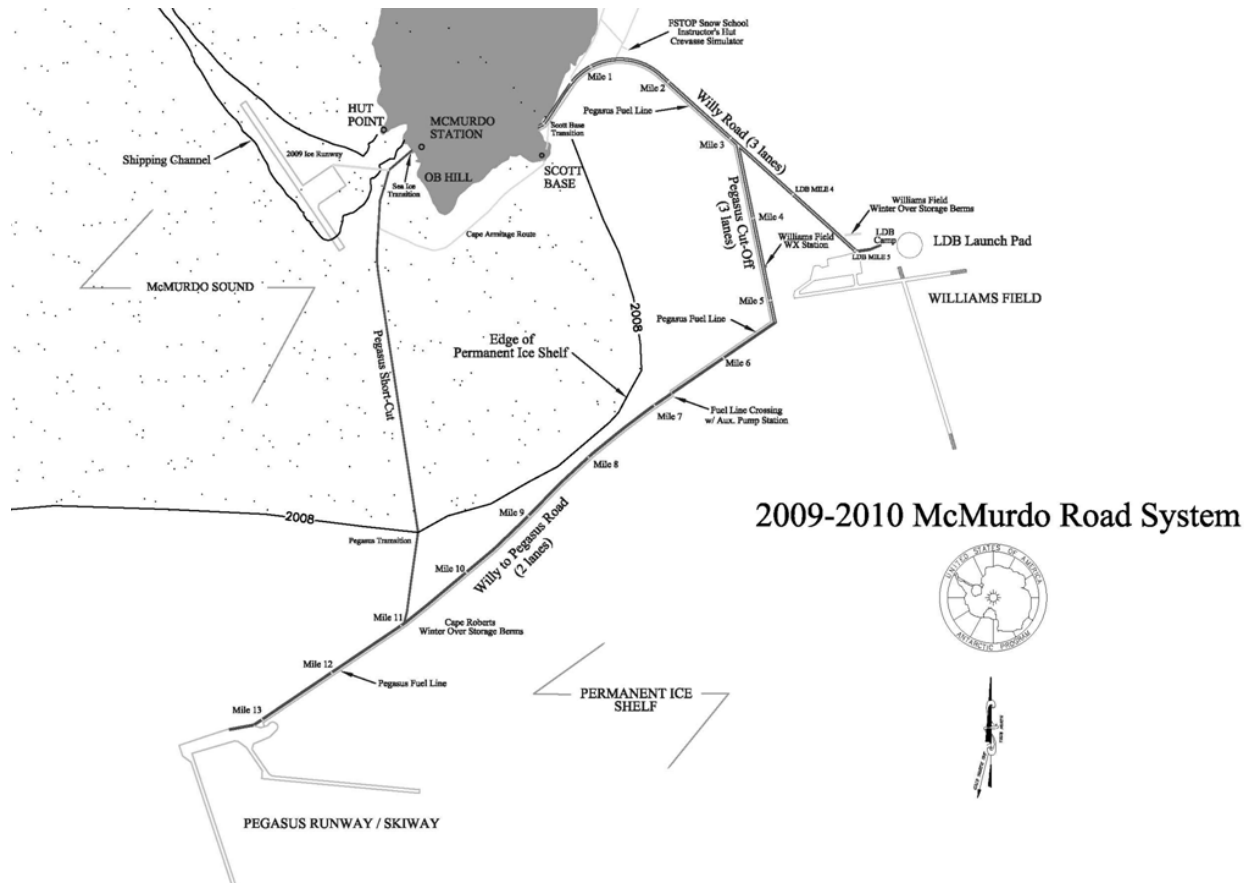 FSTOP Snow School
Instructor's Hut
Crevasse Simulator
Mile 1
Mile 2
Pegasus Fuel Line
Willy Road (3 lanes)
HUT
POINT
MCMURDO
STATION
Scott Base
Transition
Mile 3
Shipping Channel
2009 Ice Runway
OB HILL
SCOTT
BASE
Sea Ice
Transition
LDB MILE 4
Pegasus Cut-Off
(3 lanes)
Mile 4
Williams Field
Winter Over Storage Berms
Williams Field
WX Station
LDB
Camp
LDB Launch Pad
LDB MILE 5
Cape Armitage Route
McMURDO SOUND
Mile 5
WILLIAMS FIELD
2008
Pegasus Fuel Line
Edge of
Permanent Ice Shelf
Pegasus Short-Cut
Mile 6
Mile 7
Fuel Line Crossing
w/ Aux. Pump Station
Mile 8
2008
Mile 9
2009-2010 McMurdo Road System
Pegasus Transition
Willy to Pegasus Road
(2 lanes)
Mile 10
UNITED STATES OF AMERICA
ANTARCTIC PROGRAM
Mile 11
Cape Roberts
Winter Over Storage Berms
Mile 12
Pegasus Fuel Line
PERMANENT ICE
SHELF
Mile 13
PEGASUS RUNWAY / SKIWAY